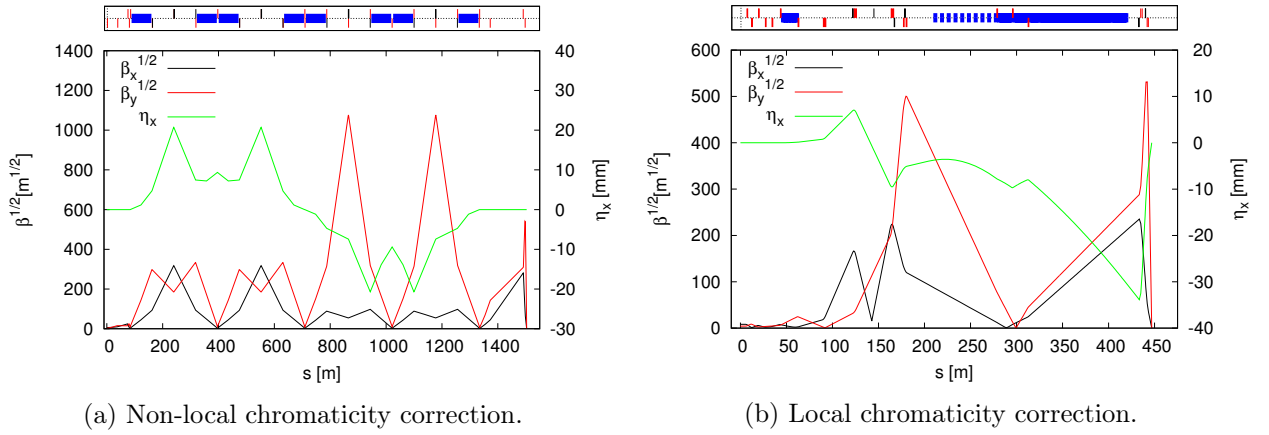 1400
1200
1000
800
600
400
200
0
β^{1/2}[m^{1/2}]
β_x^{1/2}
β_y^{1/2}
η_x
40
30
20
10
0
-10
-20
-30
η_x [mm]
0 200 400 600 800 1000 1200 1400
s [m]
(a) Non-local chromaticity correction.
600
500
400
300
200
100
0
β^{1/2}[m^{1/2}]
β_x^{1/2}
β_y^{1/2}
η_x
20
10
0
-10
-20
-30
-40
η_x [mm]
0 50 100 150 200 250 300 350 400 450
s [m]
(b) Local chromaticity correction.